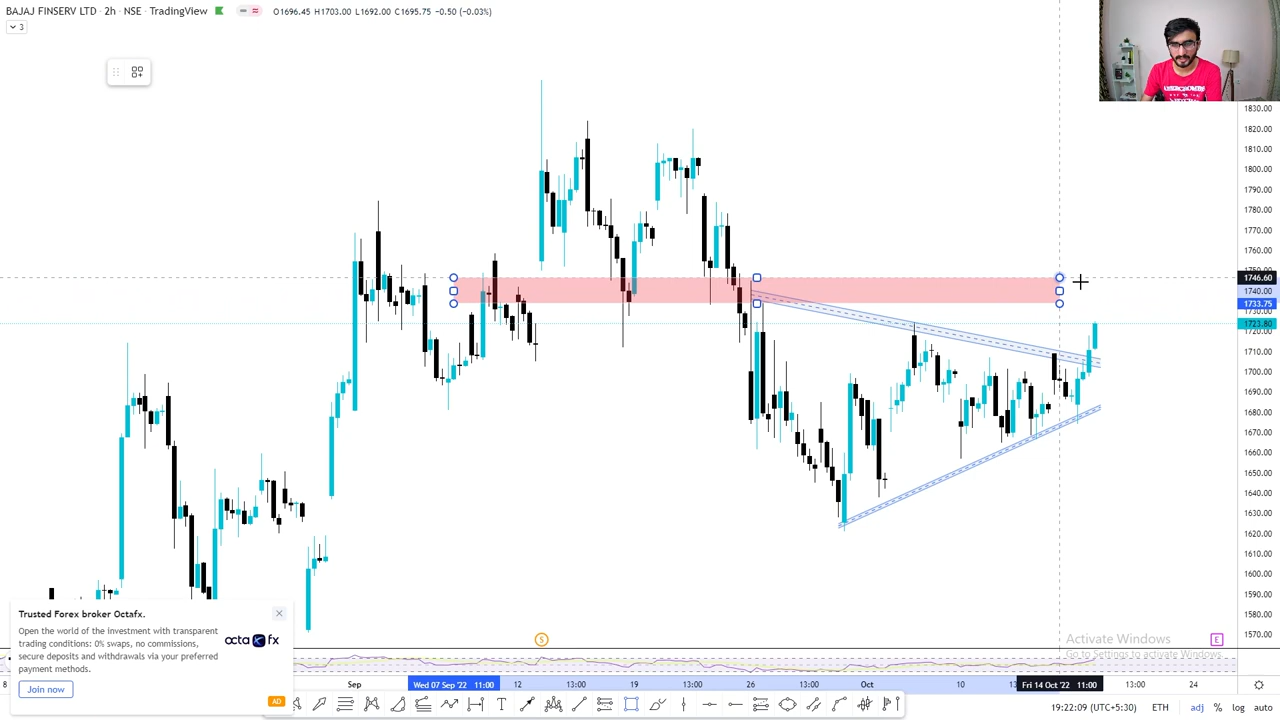 BAJAJ FINSERV LTD · 2h · NSE · TradingView O1696.45 H1703.00 L1692.00 C1695.75 −0.50 (−0.03%)
3
1830.00
1820.00
1810.00
1800.00
1790.00
1780.00
1770.00
1760.00
1746.60
1740.00
1733.75
1723.80
1720.00
1710.00
1700.00
1690.00
1680.00
1670.00
1660.00
1650.00
1640.00
1630.00
1620.00
1610.00
1600.00
1590.00
1580.00
1570.00
Trusted Forex broker Octafx.
Open the world of the investment with transparent
trading conditions: 0% swaps, no commissions,
secure deposits and withdrawals via your preferred
payment methods.
octa fx
Join now
AD
S
E
Activate Windows
Go to Settings to activate Windows.
8 Sep Wed 07 Sep '22 11:00 12 13:00 19 13:00 26 13:00 Oct 10 Fri 14 Oct '22 11:00 13:00 24
19:22:09 (UTC+5:30) ETH adj % log auto